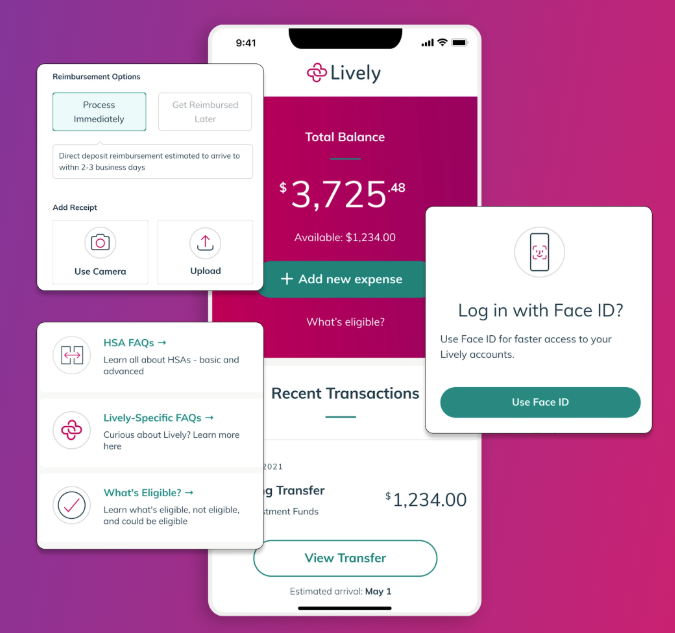 9:41
Lively
Reimbursement Options
Process
Immediately
Get Reimbursed
Later
Direct deposit reimbursement estimated to arrive to
within 2-3 business days
Add Receipt
Use Camera
Upload
Total Balance
$3,725.48
Available: $1,234.00
+ Add new expense
What's eligible?
Log in with Face ID?
Use Face ID for faster access to your
Lively accounts.
Use Face ID
HSA FAQs →
Learn all about HSAs - basic and
advanced
Lively-Specific FAQs →
Curious about Lively? Learn more
here
What's Eligible? →
Learn what's eligible, not eligible,
and could be eligible
Recent Transactions
2021
g Transfer
$1,234.00
stment Funds
View Transfer
Estimated arrival: May 1